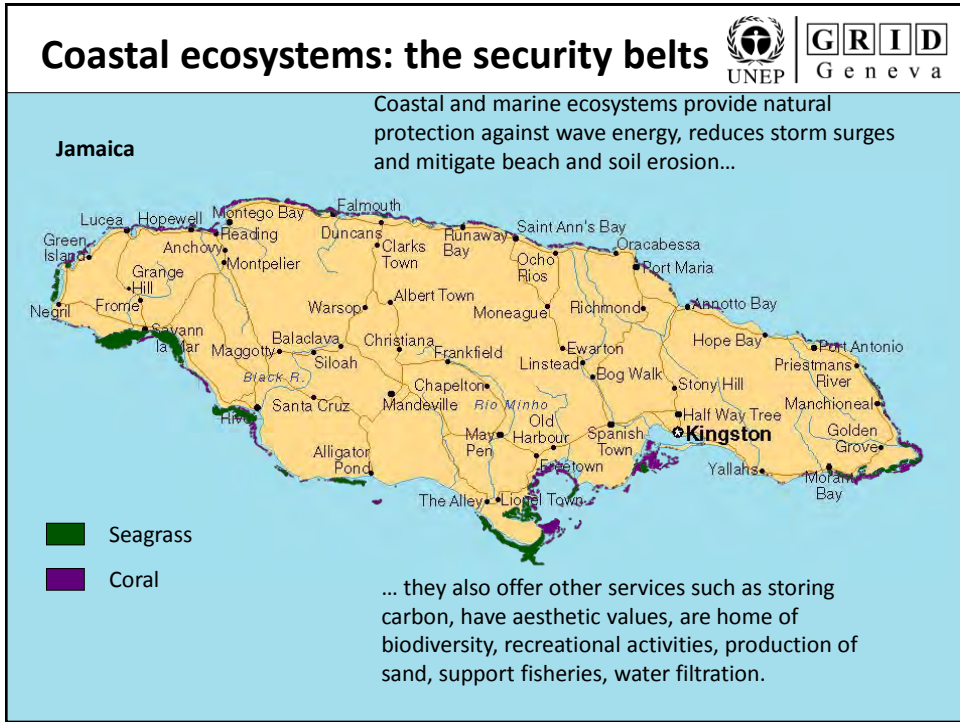 Coastal ecosystems: the security belts
UNEP
GRID
Geneva
Coastal and marine ecosystems provide natural
protection against wave energy, reduces storm surges
and mitigate beach and soil erosion…
Jamaica
Lucea
Hopewell
Montego Bay
Falmouth
Green
Island
Anchovy
Reading
Duncans
Clarks
Town
Runaway
Bay
Saint Ann's Bay
Ocho
Rios
Oracabessa
Port Maria
Montpelier
Grange
Hill
Negril
Frome
Warsop
Albert Town
Moneague
Richmond
Annotto Bay
Savann
la Mar
Maggotty
Balaclava
Siloah
Christiana
Frankfield
Ewarton
Linstead
Bog Walk
Hope Bay
Port Antonio
Priestmans
River
Black R.
Chapelton
Stony Hill
Manchioneal
Santa Cruz
Mandeville
Rio Minho
Half Way Tree
Kingston
Golden
Grove
River
Old
Harbour
Spanish
Town
Alligator
Pond
May
Pen
Freetown
Yallahs
Morant
Bay
The Alley
Lionel Town
Seagrass
Coral
… they also offer other services such as storing
carbon, have aesthetic values, are home of
biodiversity, recreational activities, production of
sand, support fisheries, water filtration.